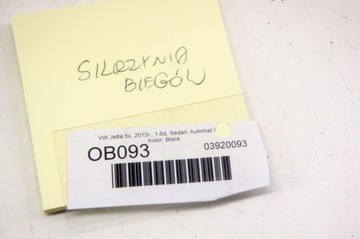 SKRZYNIA
BIEGÓW
VW Jetta 5c, 2012r., 1.6d, Sedan, Automat
Kolor: Black
OB093 03920093